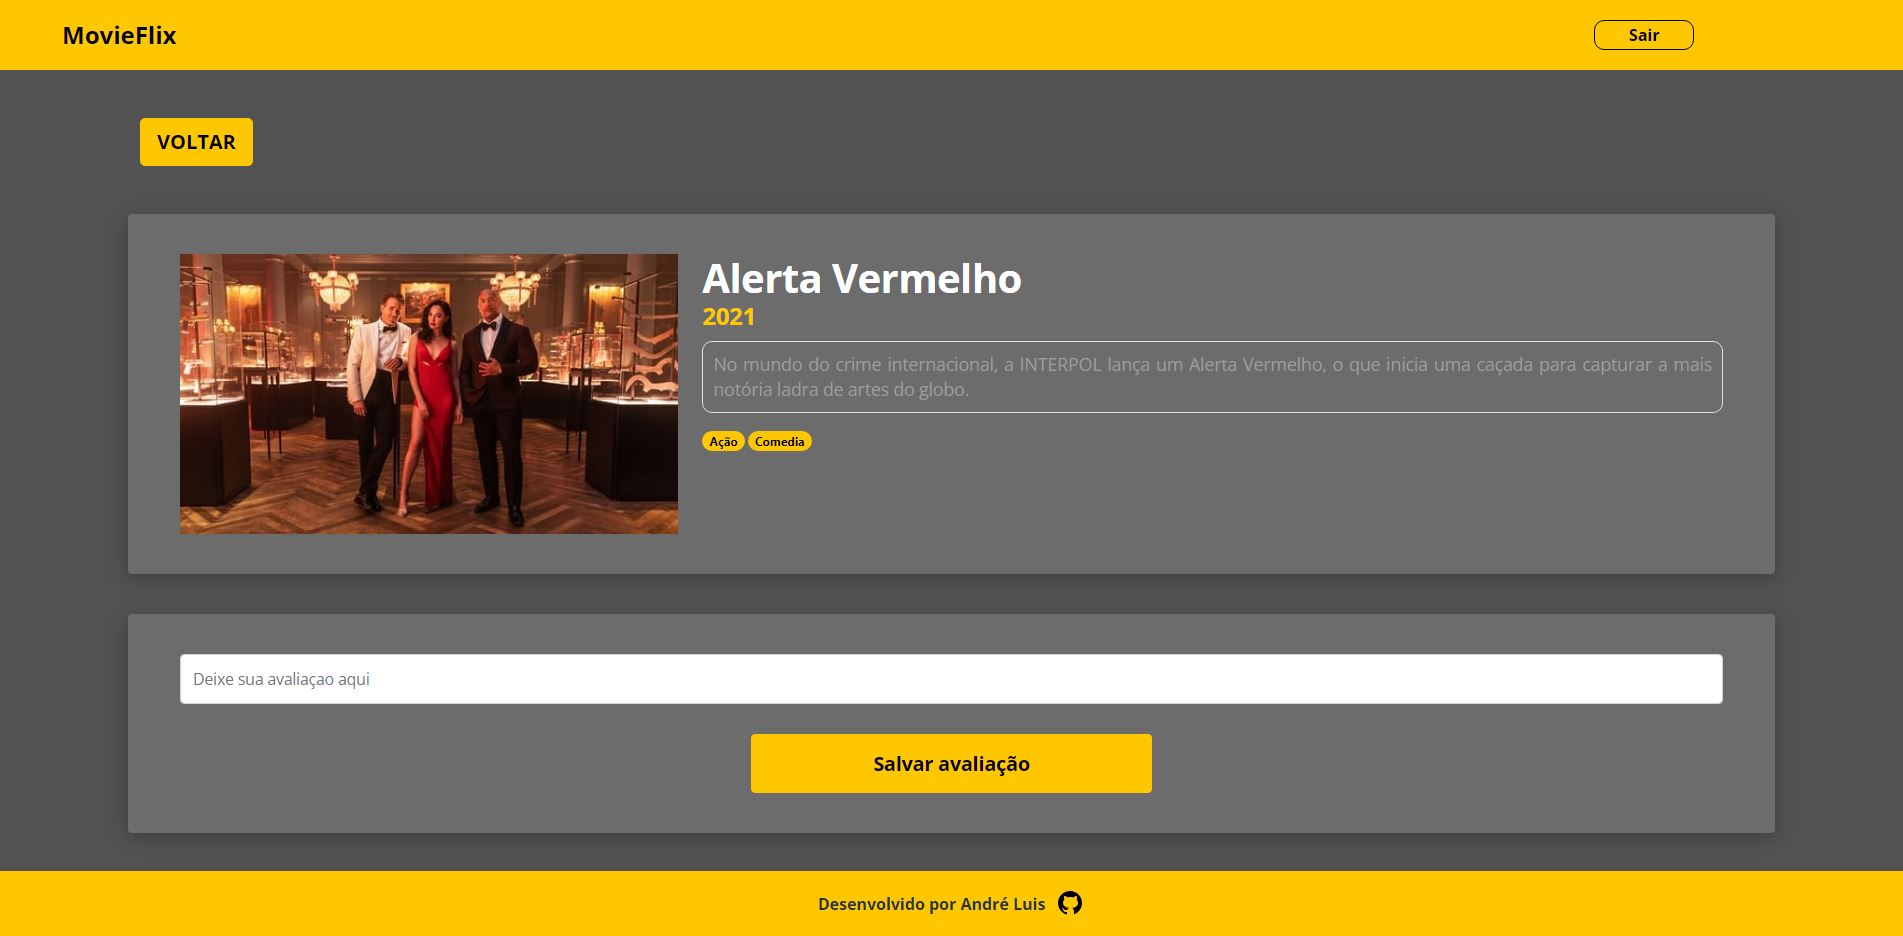 MovieFlix
Sair
VOLTAR
Alerta Vermelho
2021
No mundo do crime internacional, a INTERPOL lança um Alerta Vermelho, o que inicia uma caçada para capturar a mais
notória ladra de artes do globo.
Ação Comedia
Deixe sua avaliaçao aqui
Salvar avaliação
Desenvolvido por André Luis